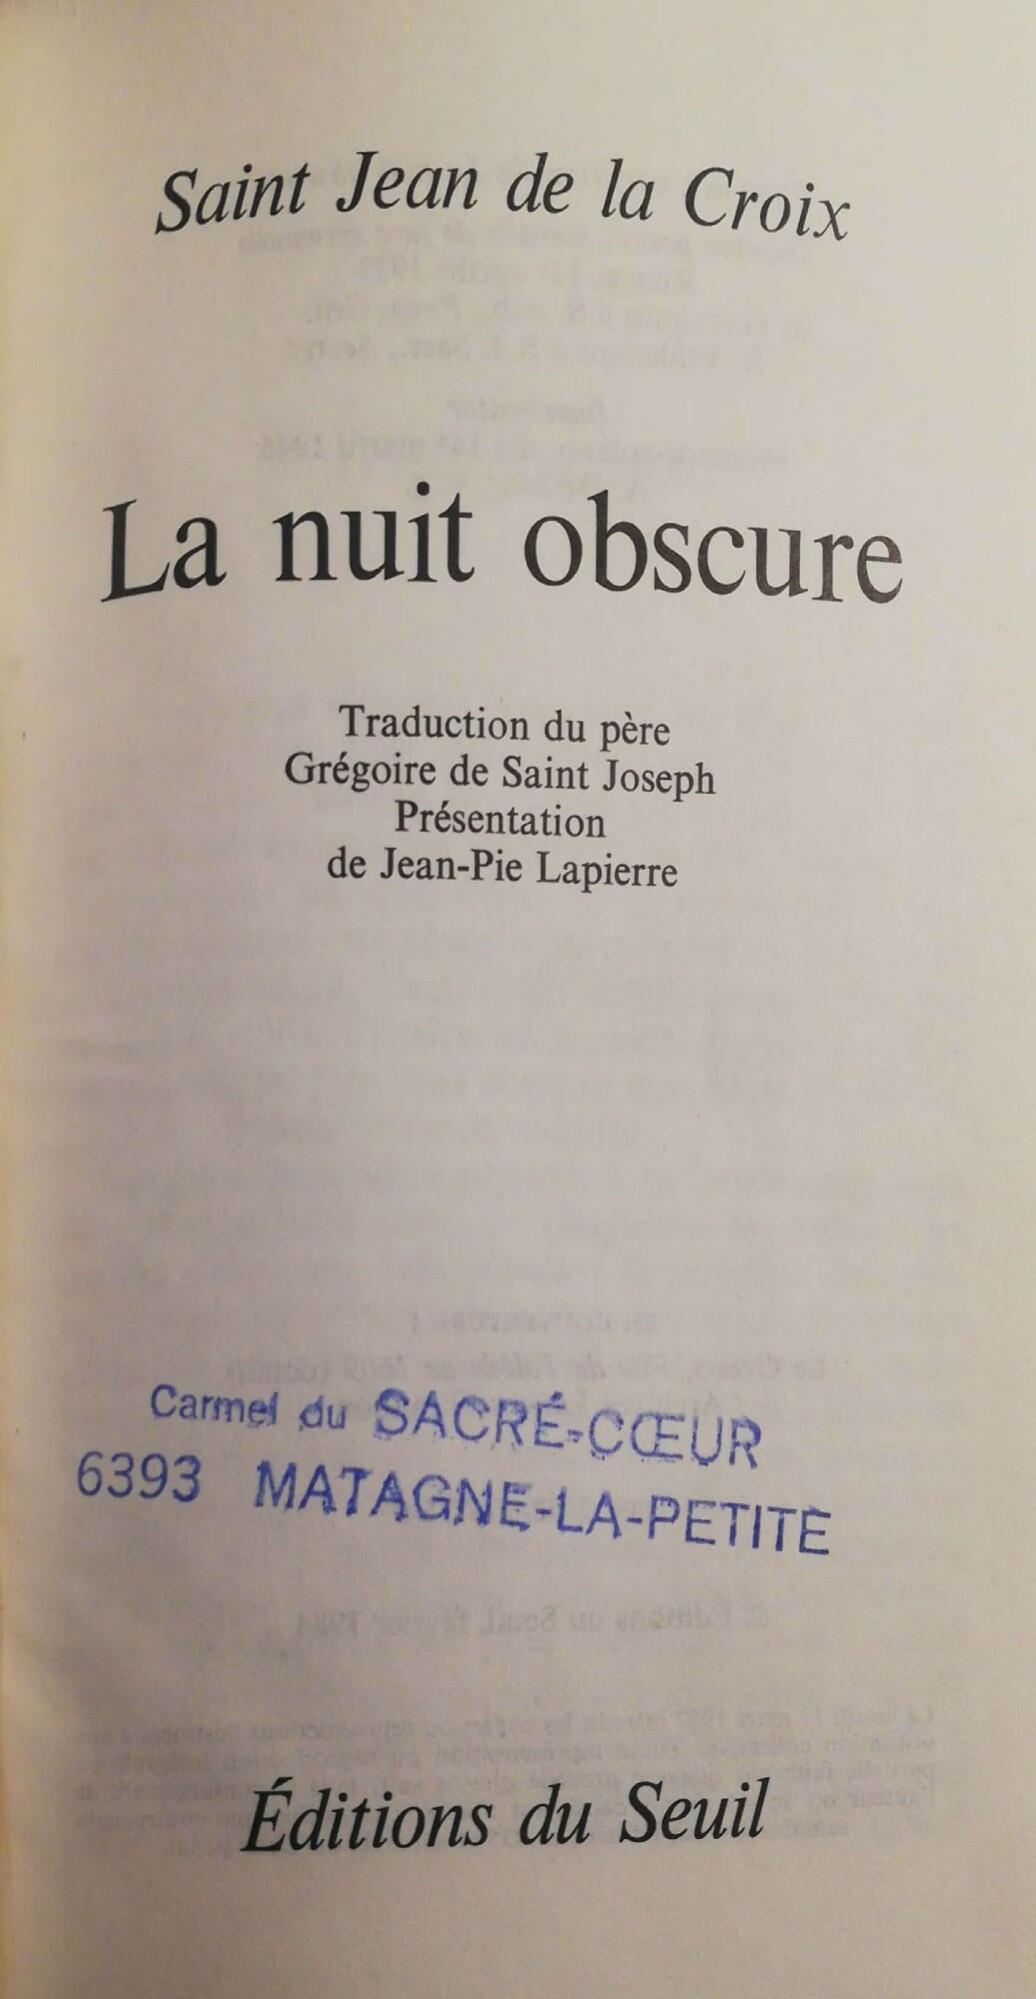 Saint Jean de la Croix
La nuit obscure
Traduction du père
Grégoire de Saint Joseph
Présentation
de Jean-Pie Lapierre
Carmel du SACRÉ-CŒUR
6393 MATAGNE-LA-PETITE
Éditions du Seuil